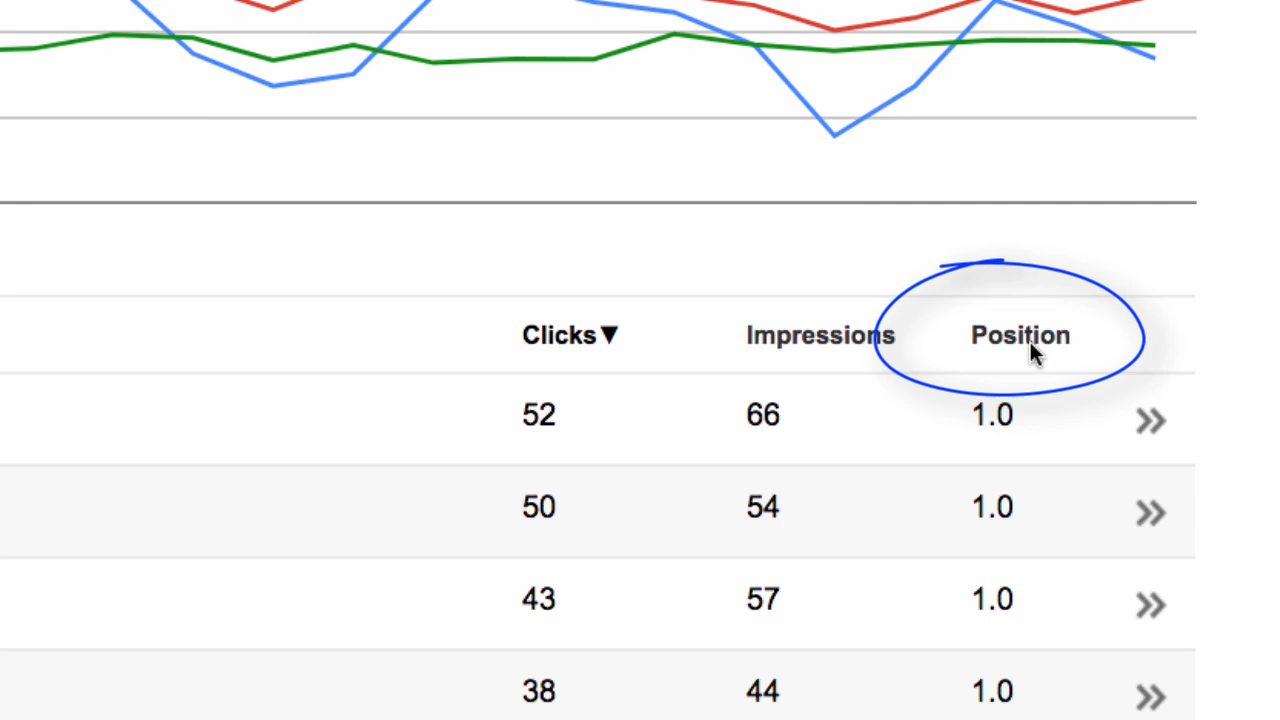 Clicks▼ Impressions Position
52 66 1.0 »
50 54 1.0 »
43 57 1.0 »
38 44 1.0 »